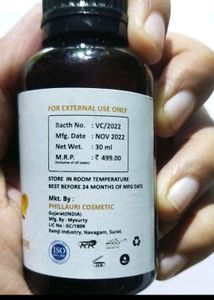 FOR EXTERNAL USE ONLY
Bacth No. : VC/2022
Mfg. Date : NOV 2022
Net Wet. : 30 ml
M.R.P. : ₹ 499.00
(Inclusive of all taxes)
STORE IN ROOM TEMPERATURE
BEST BEFORE 24 MONTHS OF MFG DATE
Mkt. By :
PHILLAURI COSMETIC
Gujarat(INDIA)
Mfg. By : Mysurty
LIC No : GC/1809
Industrial, Navagam, Surat.
ISO